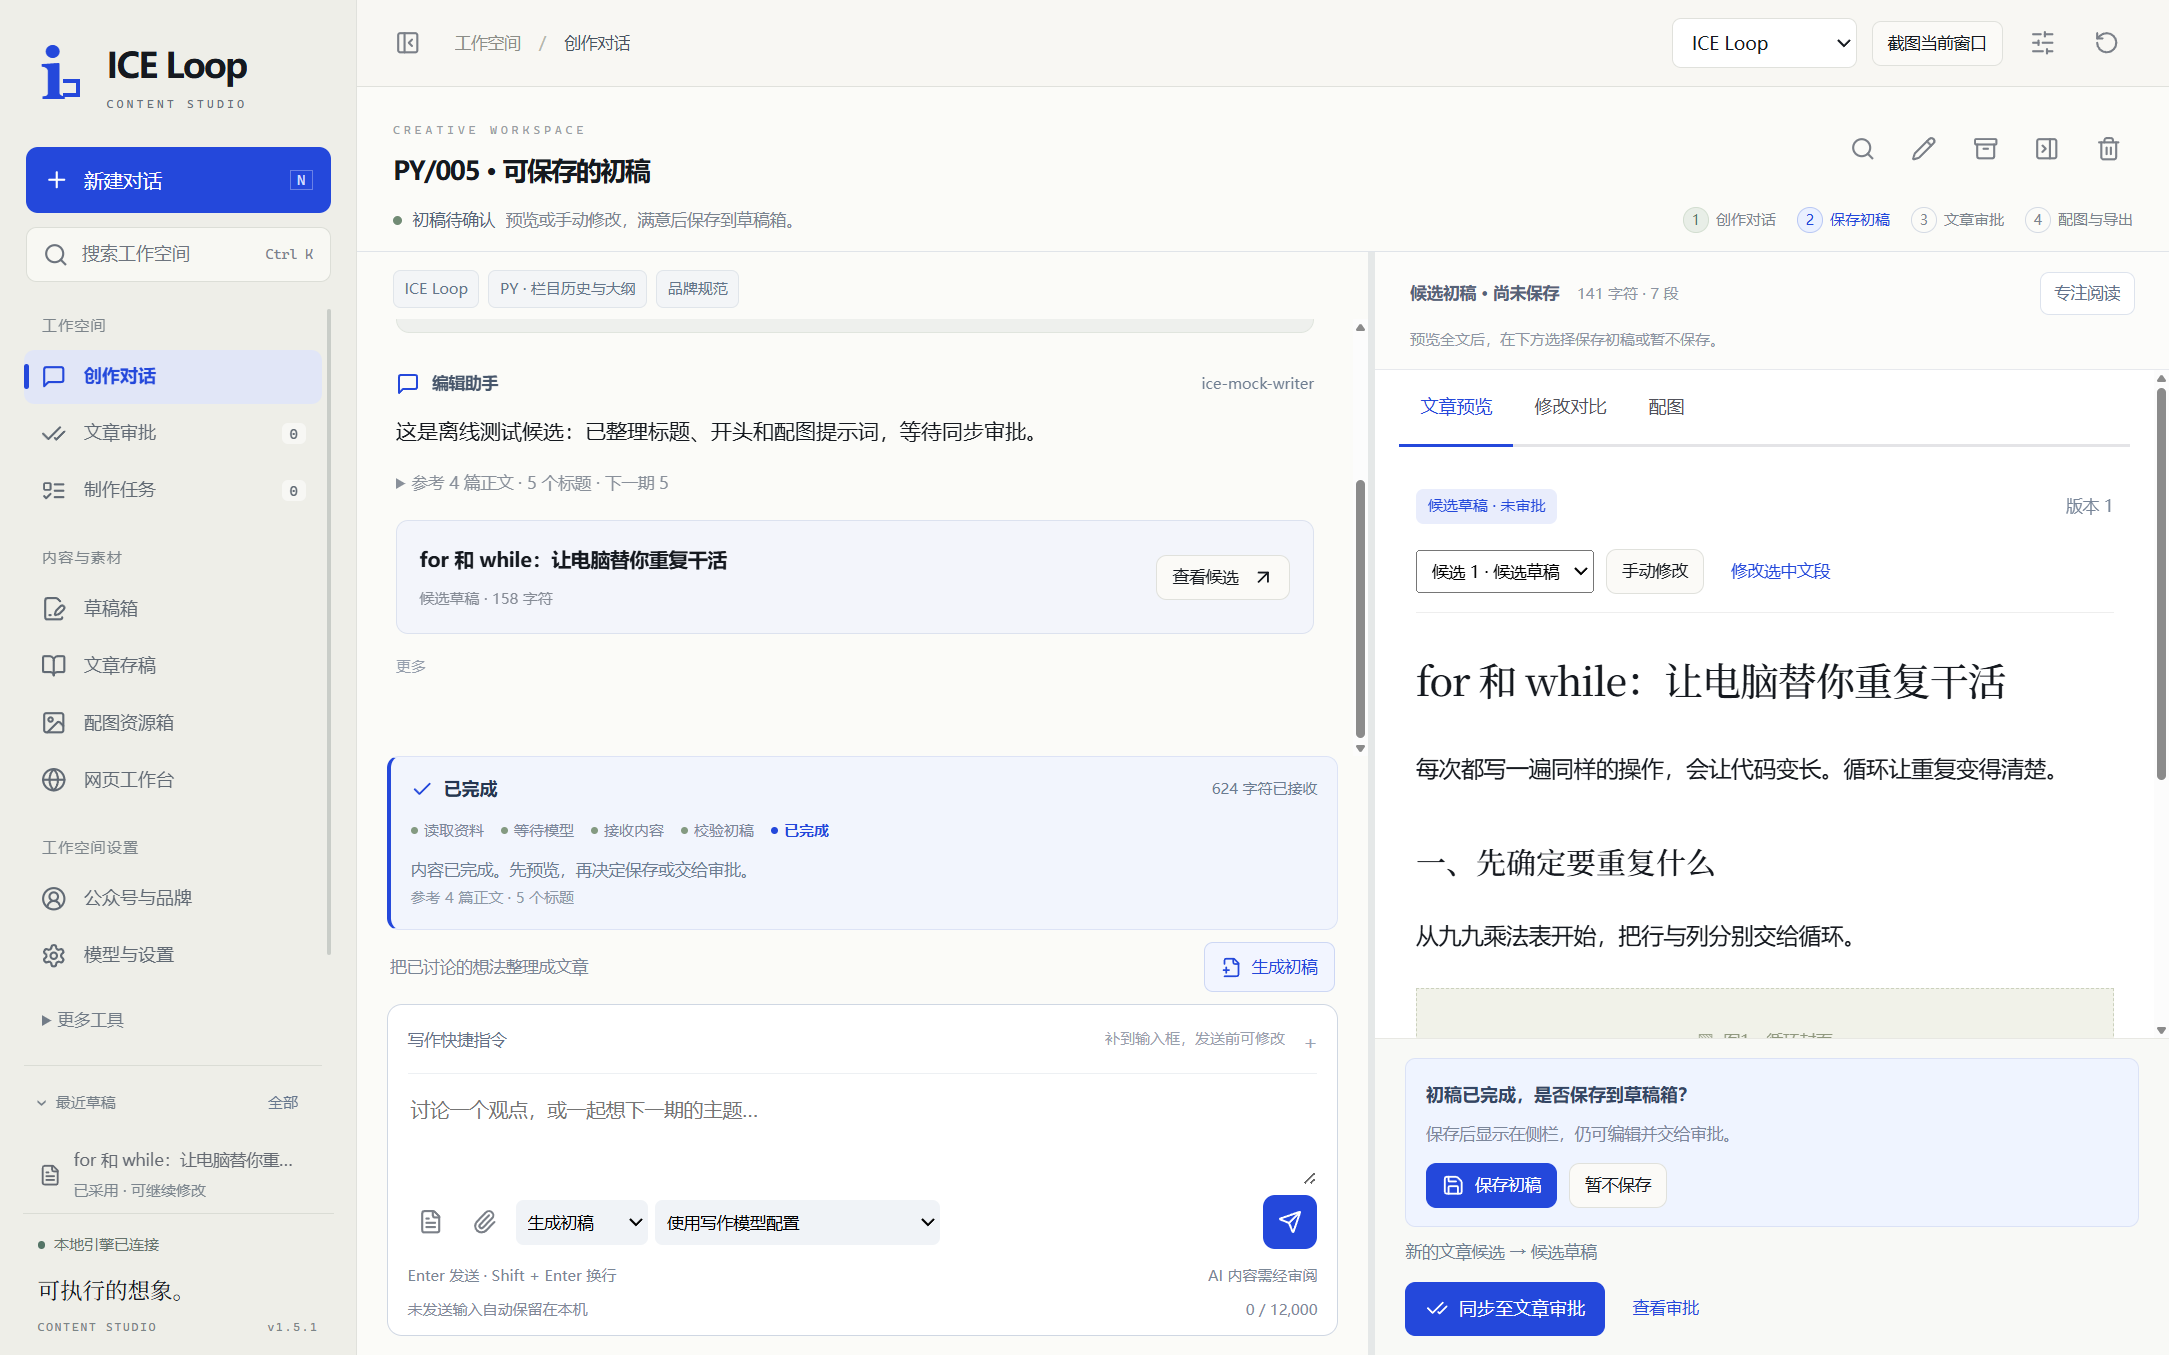 ICE Loop
CONTENT STUDIO
新建对话
N
搜索工作空间
Ctrl K
工作空间
创作对话
文章审批
0
制作任务
0
内容与素材
草稿箱
文章存稿
配图资源箱
网页工作台
工作空间设置
公众号与品牌
模型与设置
更多工具
最近草稿
全部
for 和 while：让电脑替你重...
已采用 · 可继续修改
本地引擎已连接
可执行的想象。
CONTENT STUDIO
v1.5.1
工作空间 / 创作对话
ICE Loop
截图当前窗口
CREATIVE WORKSPACE
PY/005 • 可保存的初稿
初稿待确认 预览或手动修改，满意后保存到草稿箱。
1 创作对话
2 保存初稿
3 文章审批
4 配图与导出
ICE Loop
PY · 栏目历史与大纲
品牌规范
编辑助手
ice-mock-writer
这是离线测试候选：已整理标题、开头和配图提示词，等待同步审批。
参考 4 篇正文 · 5 个标题 · 下一期 5
for 和 while：让电脑替你重复干活
候选草稿 · 158 字符
查看候选
更多
已完成
624 字符已接收
读取资料
等待模型
接收内容
校验初稿
已完成
内容已完成。先预览，再决定保存或交给审批。
参考 4 篇正文 · 5 个标题
把已讨论的想法整理成文章
生成初稿
写作快捷指令
补到输入框，发送前可修改 +
讨论一个观点，或一起想下一期的主题...
生成初稿
使用写作模型配置
Enter 发送 · Shift + Enter 换行
AI 内容需经审阅
未发送输入自动保留在本机
0 / 12,000
候选初稿 • 尚未保存
141 字符 · 7 段
专注阅读
预览全文后，在下方选择保存初稿或暂不保存。
文章预览
修改对比
配图
候选草稿 · 未审批
版本 1
候选 1 · 候选草稿
手动修改
修改选中文段
for 和 while：让电脑替你重复干活
每次都写一遍同样的操作，会让代码变长。循环让重复变得清楚。
一、先确定要重复什么
从九九乘法表开始，把行与列分别交给循环。
初稿已完成，是否保存到草稿箱？
保存后显示在侧栏，仍可编辑并交给审批。
保存初稿
暂不保存
新的文章候选 → 候选草稿
同步至文章审批
查看审批